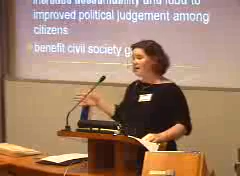 increase accountability and lead to
improved political judgement among
citizens
benefit civil society